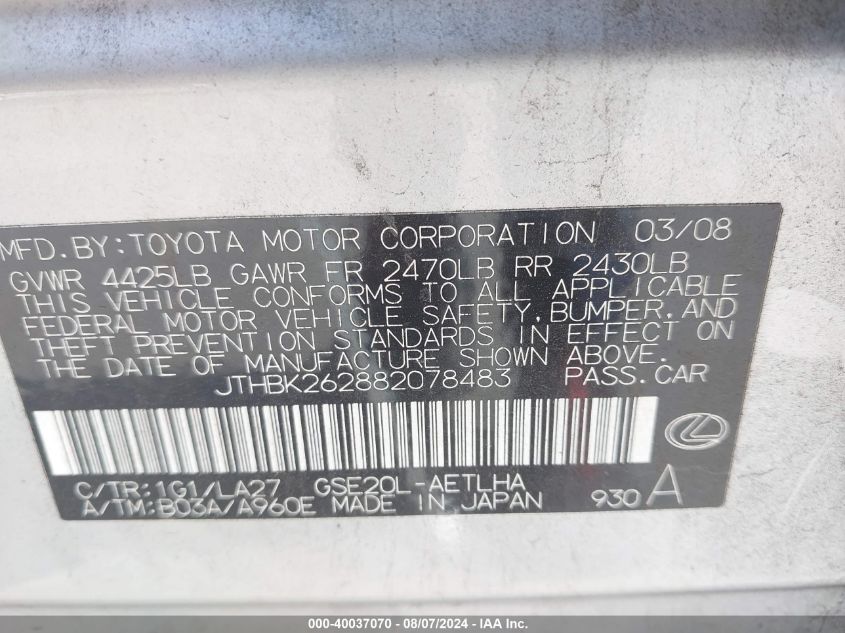 MFD.BY:TOYOTA MOTOR CORPORATION 03/08
GVWR 4425LB GAWR FR 2470LB RR 2430LB
THIS VEHICLE CONFORMS TO ALL APPLICABLE
FEDERAL MOTOR VEHICLE SAFETY,BUMPER,AND
THEFT PREVENTION STANDARDS IN EFFECT ON
THE DATE OF MANUFACTURE SHOWN ABOVE.
JTHBK262882078483 PASS.CAR
C/TR:1G1/LA27 GSE20L-AETLHA
A/TM:B03A/A960E MADE IN JAPAN 930 A
000-40037070 - 08/07/2024 - IAA Inc.